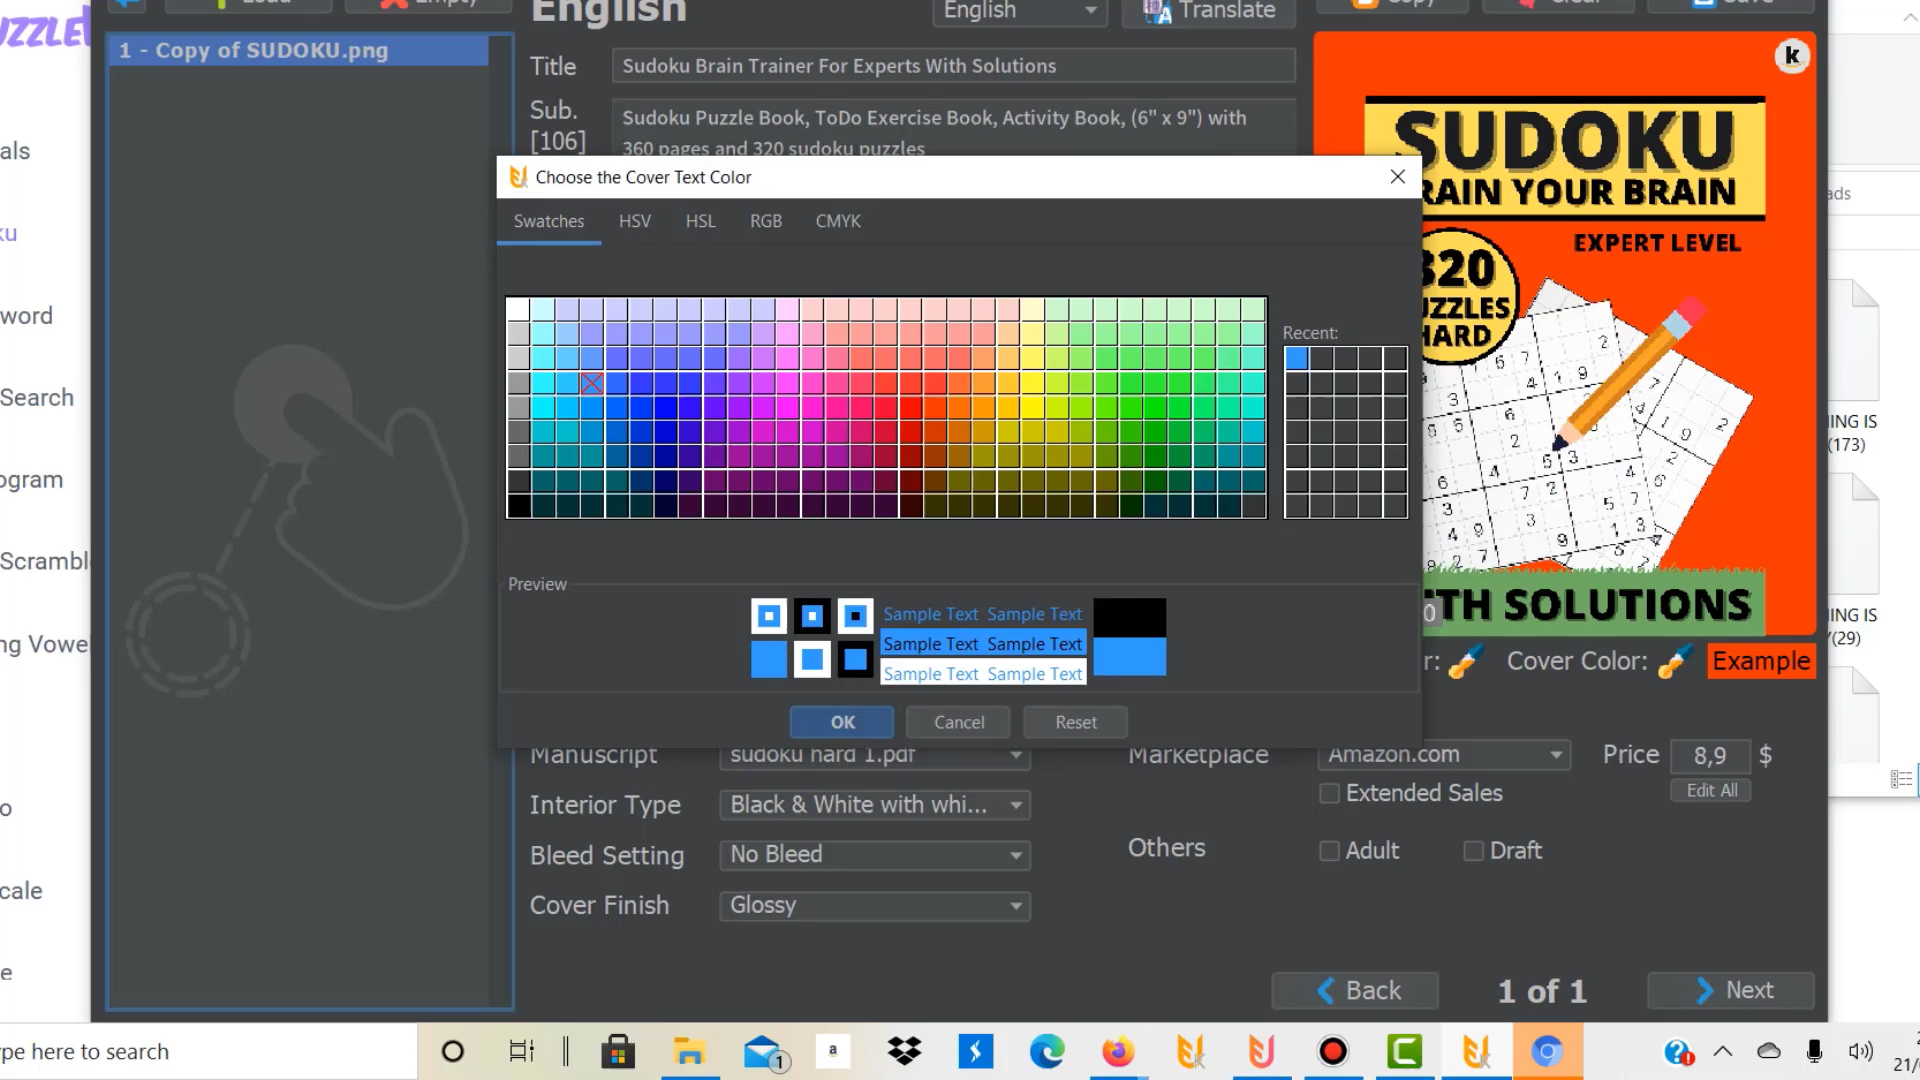 English
English
Translate
1 - Copy of SUDOKU.png
Title
Sudoku Brain Trainer For Experts With Solutions
Sub.
[106]
Sudoku Puzzle Book, ToDo Exercise Book, Activity Book, (6" x 9") with
360 pages and 320 sudoku puzzles
Choose the Cover Text Color
Swatches HSV HSL RGB CMYK
Recent:
Preview
Sample Text Sample Text
Sample Text Sample Text
Sample Text Sample Text
OK Cancel Reset
k
SUDOKU
RAIN YOUR BRAIN
EXPERT LEVEL
320
UZZLES
HARD
TH SOLUTIONS
Cover Color:
Example
Manuscript
sudoku hard 1.pdf
Marketplace
Amazon.com
Price
8,9
$
Edit All
Extended Sales
Interior Type
Black & White with whi...
Bleed Setting
No Bleed
Others
Adult
Draft
Cover Finish
Glossy
Back
1 of 1
Next
als
ku
word
Search
ogram
Scrambl
ng Vowe
o
cale
e
ads
ING IS
(173)
ING IS
(29)
pe here to search
1
a
21/